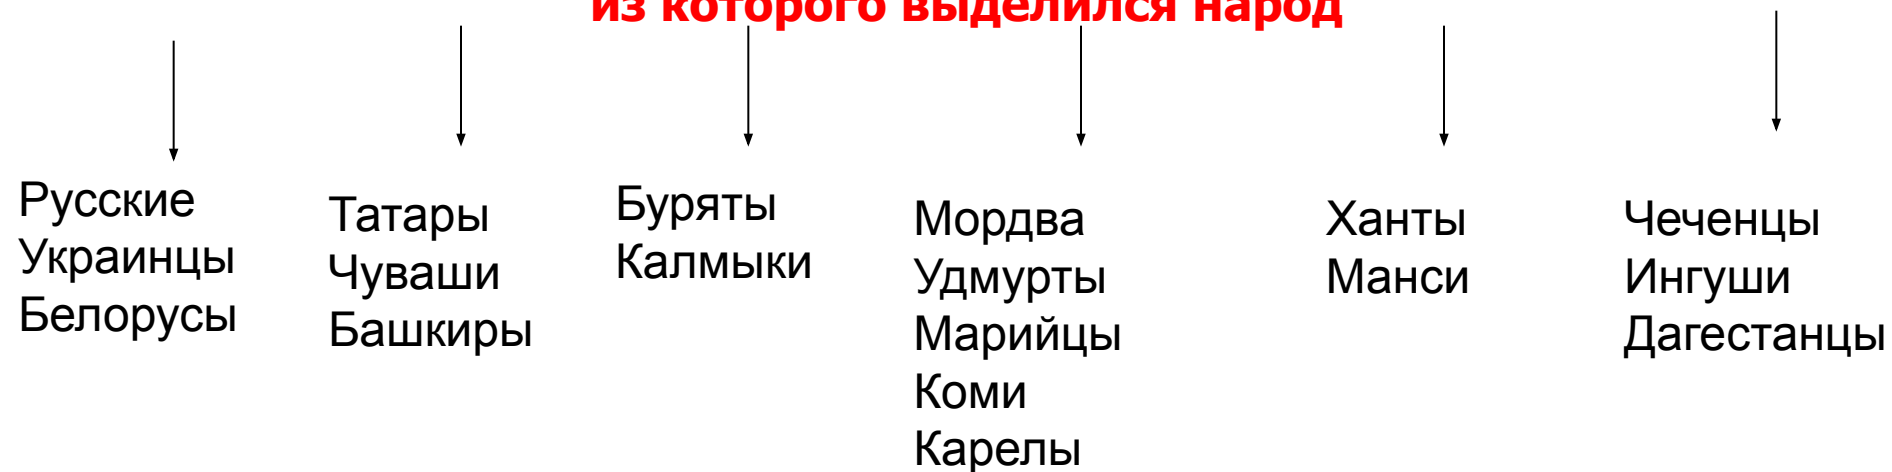 из которого выделился народ
Русские
Украинцы
Белорусы
Татары
Чуваши
Башкиры
Буряты
Калмыки
Мордва
Удмурты
Марийцы
Коми
Карелы
Ханты
Манси
Чеченцы
Ингуши
Дагестанцы